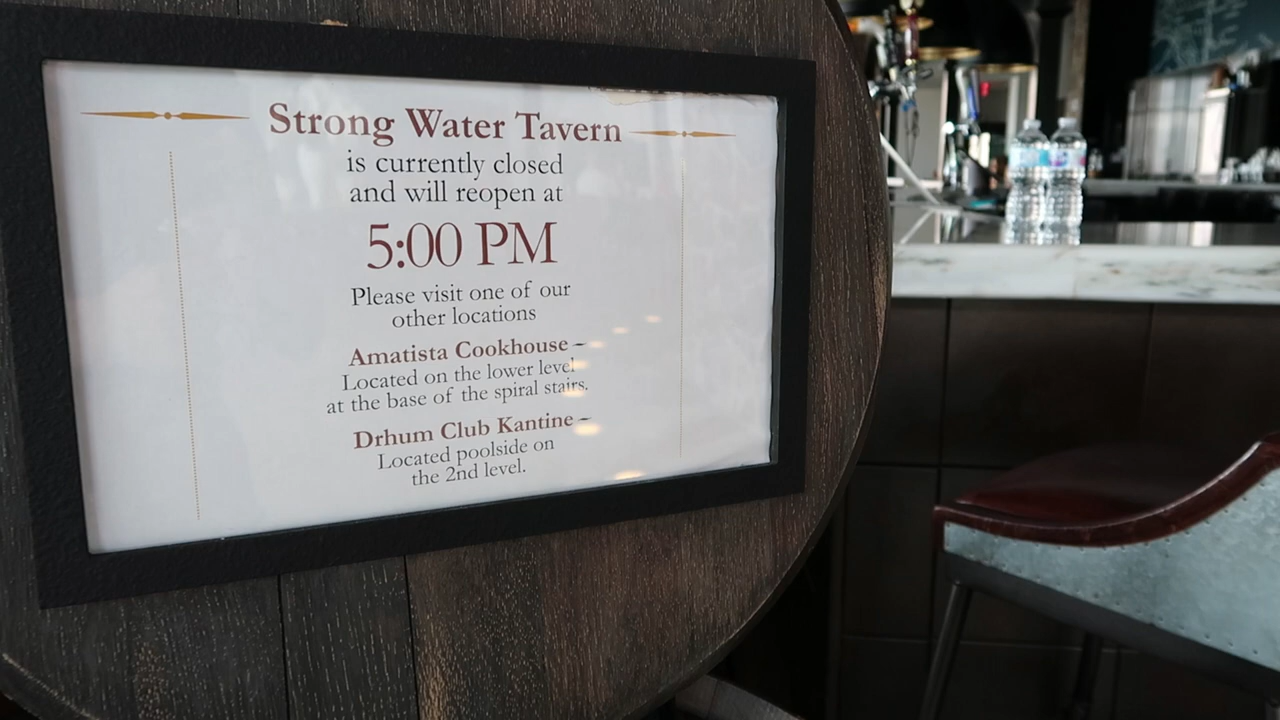 Strong Water Tavern
is currently closed
and will reopen at
5:00 PM
Please visit one of our
other locations
Amatista Cookhouse ~
Located on the lower level
at the base of the spiral stairs.
Drhum Club Kantine ~
Located poolside on
the 2nd level.